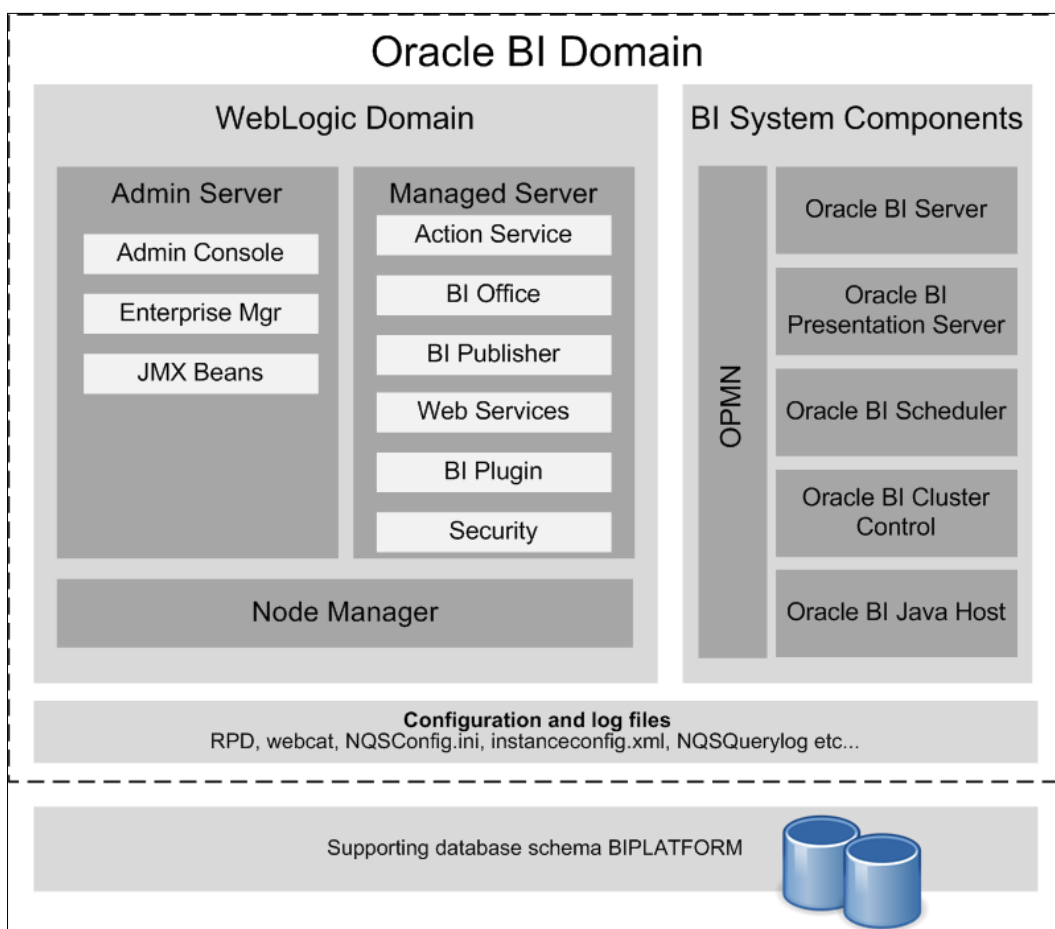 Oracle BI Domain
WebLogic Domain
Admin Server
Admin Console
Enterprise Mgr
JMX Beans
Managed Server
Action Service
BI Office
BI Publisher
Web Services
BI Plugin
Security
Node Manager
BI System Components
OPMN
Oracle BI Server
Oracle BI
Presentation Server
Oracle BI Scheduler
Oracle BI Cluster
Control
Oracle BI Java Host
Configuration and log files
RPD, webcat, NQSConfig.ini, instanceconfig.xml, NQSQuerylog etc...
Supporting database schema BIPLATFORM